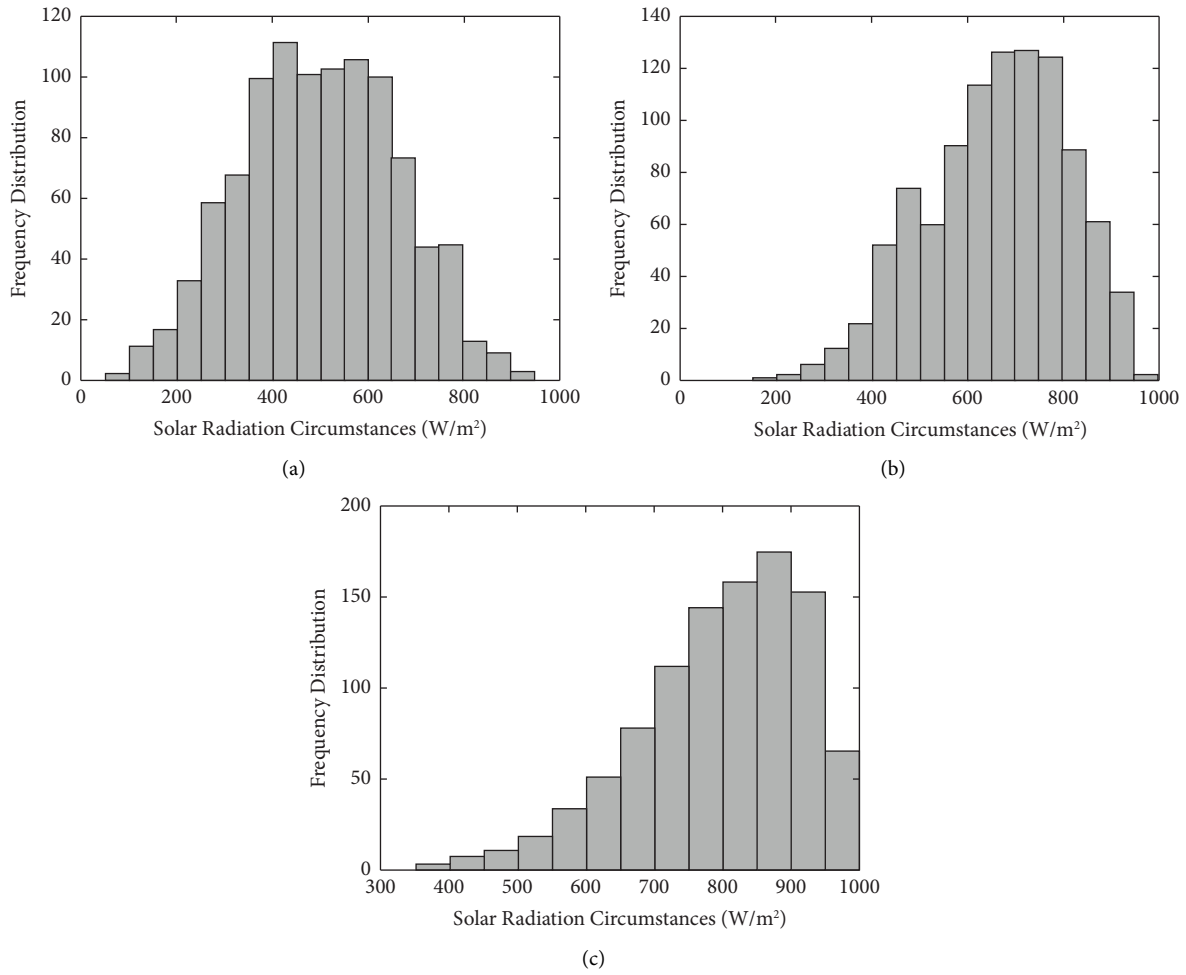 120
100
80
60
40
20
0
Frequency Distribution
0 200 400 600 800 1000
Solar Radiation Circumstances (W/m²)
(a)
140
120
100
80
60
40
20
0
Frequency Distribution
0 200 400 600 800 1000
Solar Radiation Circumstances (W/m²)
(b)
200
150
100
50
0
Frequency Distribution
300 400 500 600 700 800 900 1000
Solar Radiation Circumstances (W/m²)
(c)